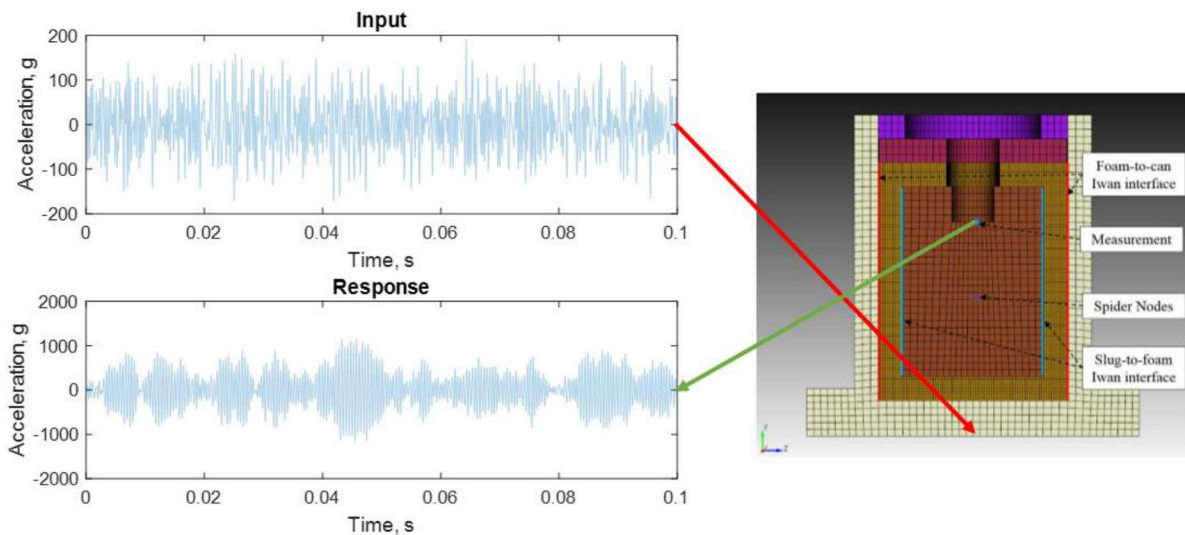 Input
200
100
0
-100
-200
Acceleration, g
0
0.02
0.04
0.06
0.08
0.1
Time, s
Response
2000
1000
0
-1000
-2000
Acceleration, g
0
0.02
0.04
0.06
0.08
0.1
Time, s
Foam-to-can
Iwan interface
Measurement
Spider Nodes
Slug-to-foam
Iwan interface
Y
Z